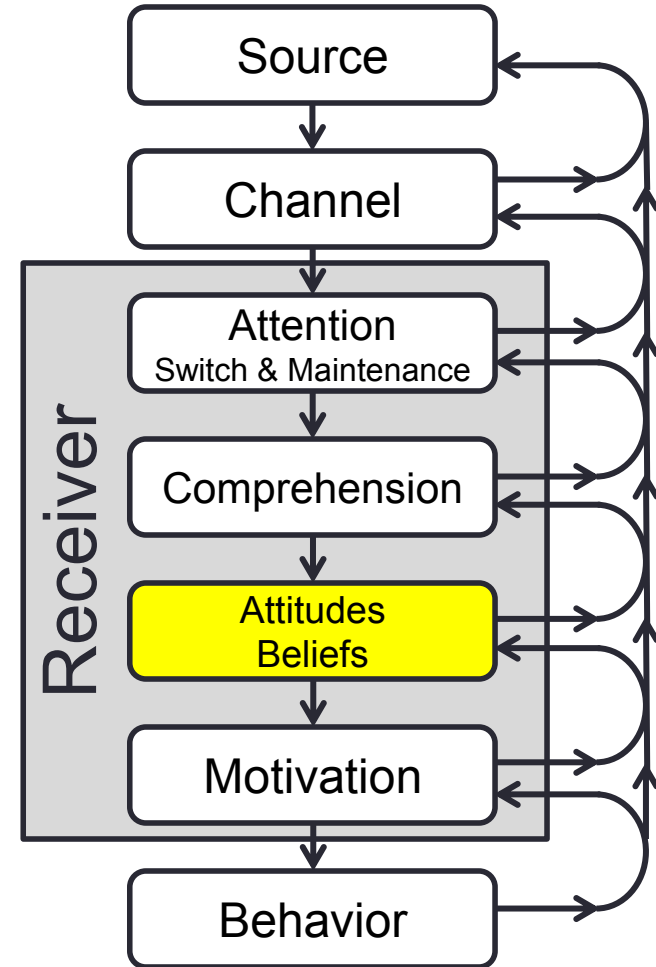 Source
Channel
Attention
Switch & Maintenance
Comprehension
Attitudes
Beliefs
Motivation
Receiver
Behavior